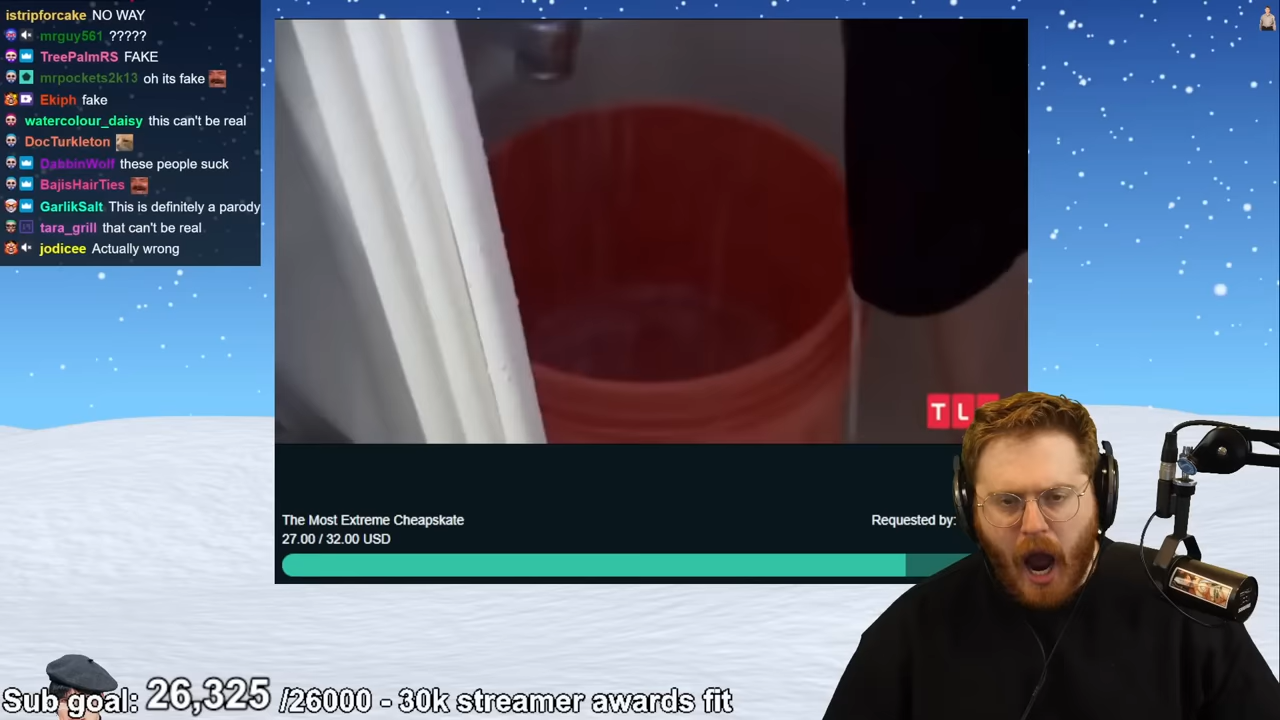 istripforcake NO WAY
mrguy561 ?????
TreePalmRS FAKE
mrpockets2k13 oh its fake
Ekiph fake
watercolour_daisy this can't be real
DocTurkleton
DabbinWolf these people suck
BajisHairTies
GarlikSalt This is definitely a parody
tara_grill that can't be real
jodicee Actually wrong
TL
The Most Extreme Cheapskate
Requested by:
27.00 / 32.00 USD
Sub goal: 26,325 /26000 - 30k streamer awards fit